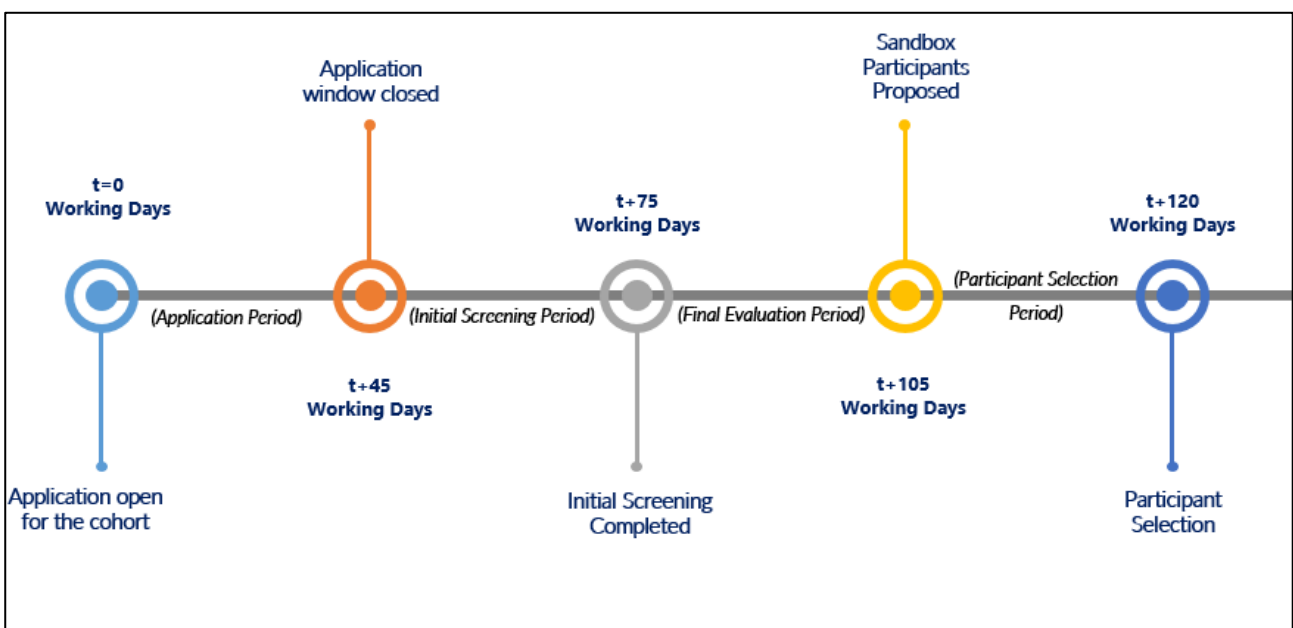 Application
window closed
Sandbox
Participants
Proposed
t=0
Working Days
t+75
Working Days
t+120
Working Days
(Application Period)
(Initial Screening Period)
(Final Evaluation Period)
(Participant Selection
Period)
t+45
Working Days
t+105
Working Days
Application open
for the cohort
Initial Screening
Completed
Participant
Selection